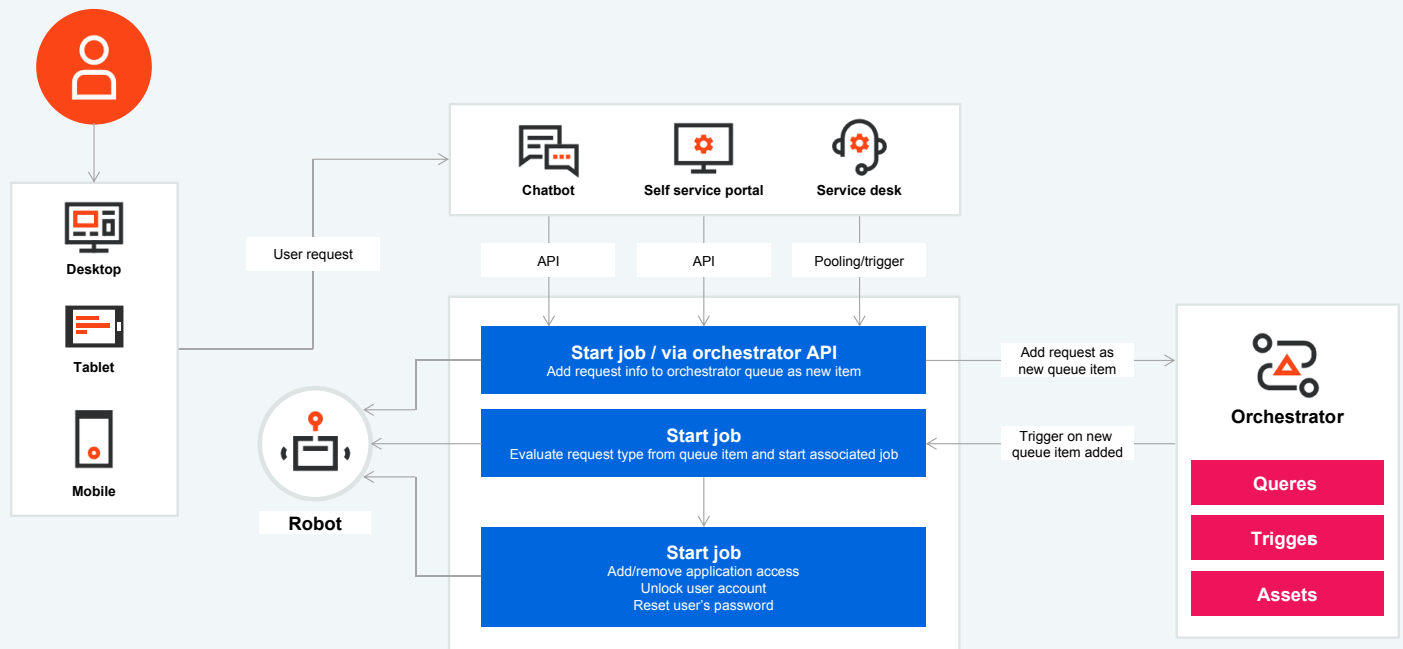 Chatbot
Self service portal
Service desk
Desktop
Tablet
Mobile
User request
API
API
Pooling/trigger
Start job / via orchestrator API
Add request info to orchestrator queue as new item
Start job
Evaluate request type from queue item and start associated job
Start job
Add/remove application access
Unlock user account
Reset user's password
Robot
Add request as
new queue item
Trigger on new
queue item added
Orchestrator
Queres
Triggers
Assets